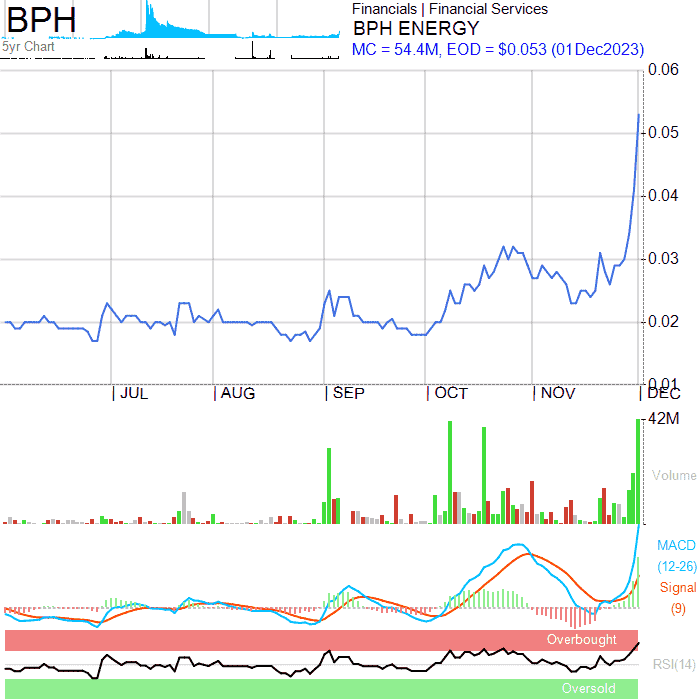 BPH
5yr Chart
Financials | Financial Services
BPH ENERGY
MC = 54.4M, EOD = $0.053 (01Dec2023)
0.06
0.05
0.04
0.03
0.02
0.01
JUL
AUG
SEP
OCT
NOV
DEC
42M
Volume
MACD
(12-26)
Signal
(9)
Overbought
RSI(14)
Oversold